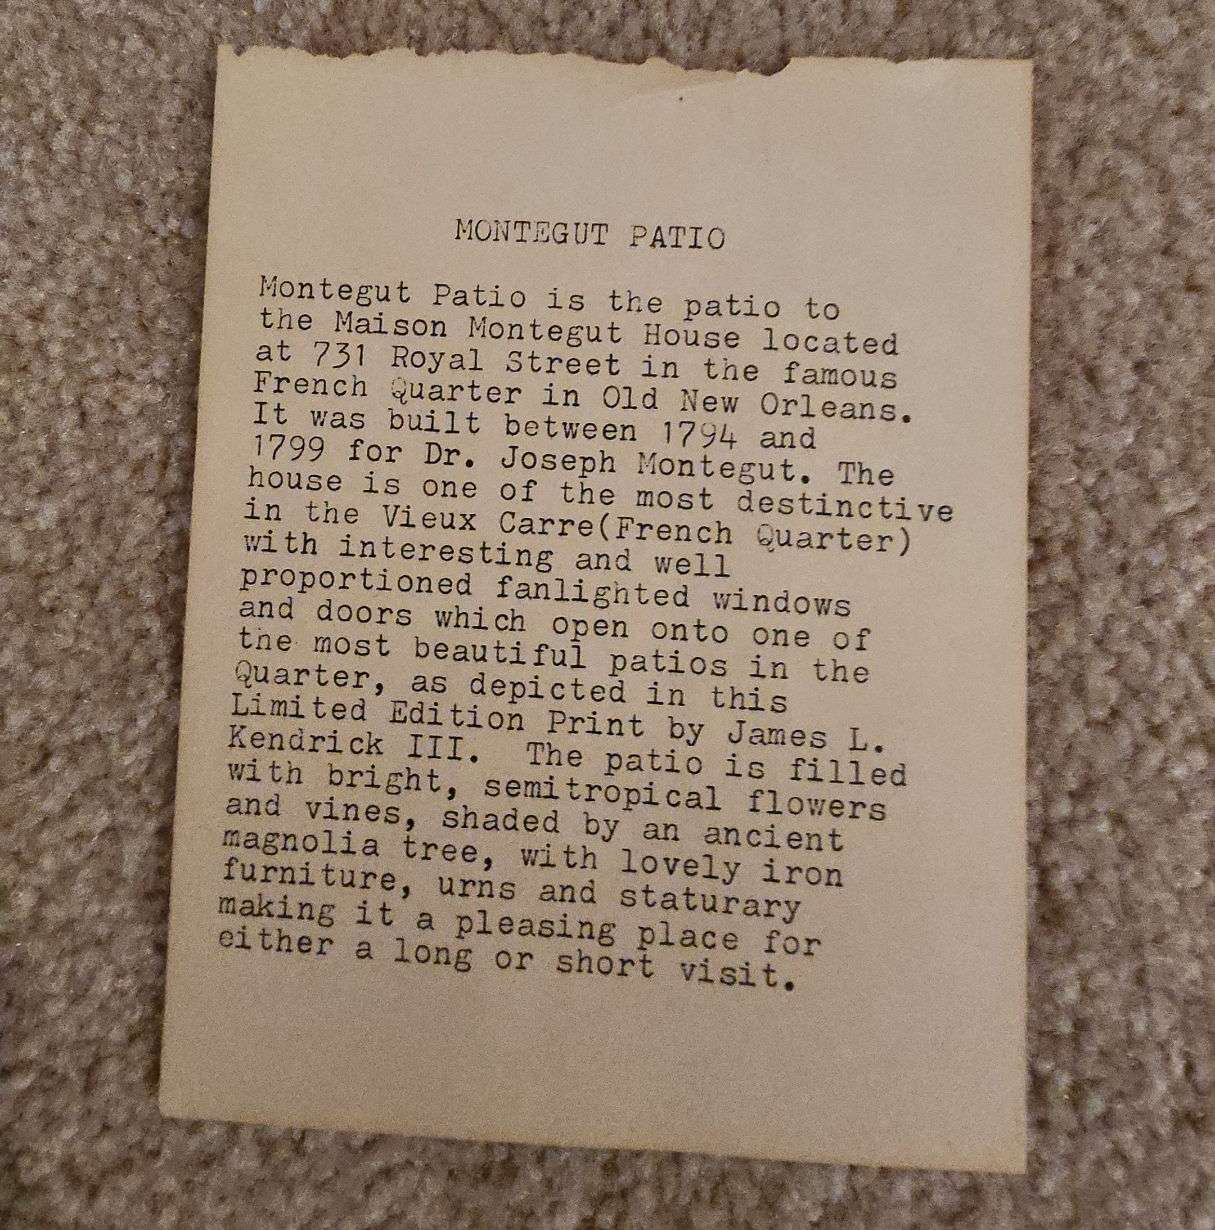 MONTEGUT PATIO
Montegut Patio is the patio to
the Maison Montegut House located
at 731 Royal Street in the famous
French Quarter in Old New Orleans.
It was built between 1794 and
1799 for Dr. Joseph Montegut. The
house is one of the most destinctive
in the Vieux Carre(French Quarter)
with interesting and well
proportioned fanlighted windows
and doors which open onto one of
the most beautiful patios in the
Quarter, as depicted in this
Limited Edition Print by James L.
Kendrick III.  The patio is filled
with bright, semitropical flowers
and vines, shaded by an ancient
magnolia tree, with lovely iron
furniture, urns and staturary
making it a pleasing place for
either a long or short visit.